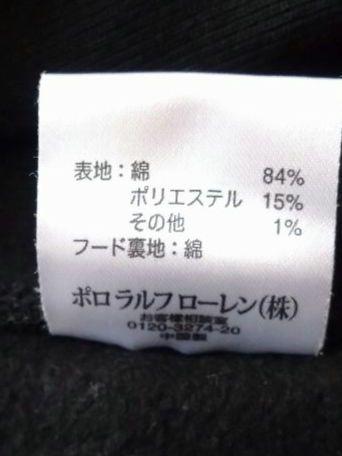 表地:綿 84%
ポリエステル 15%
その他 1%
フード裏地:綿
ポロ ラルフ ローレン(株)
お客様相談室
0120-3274-20
中国製